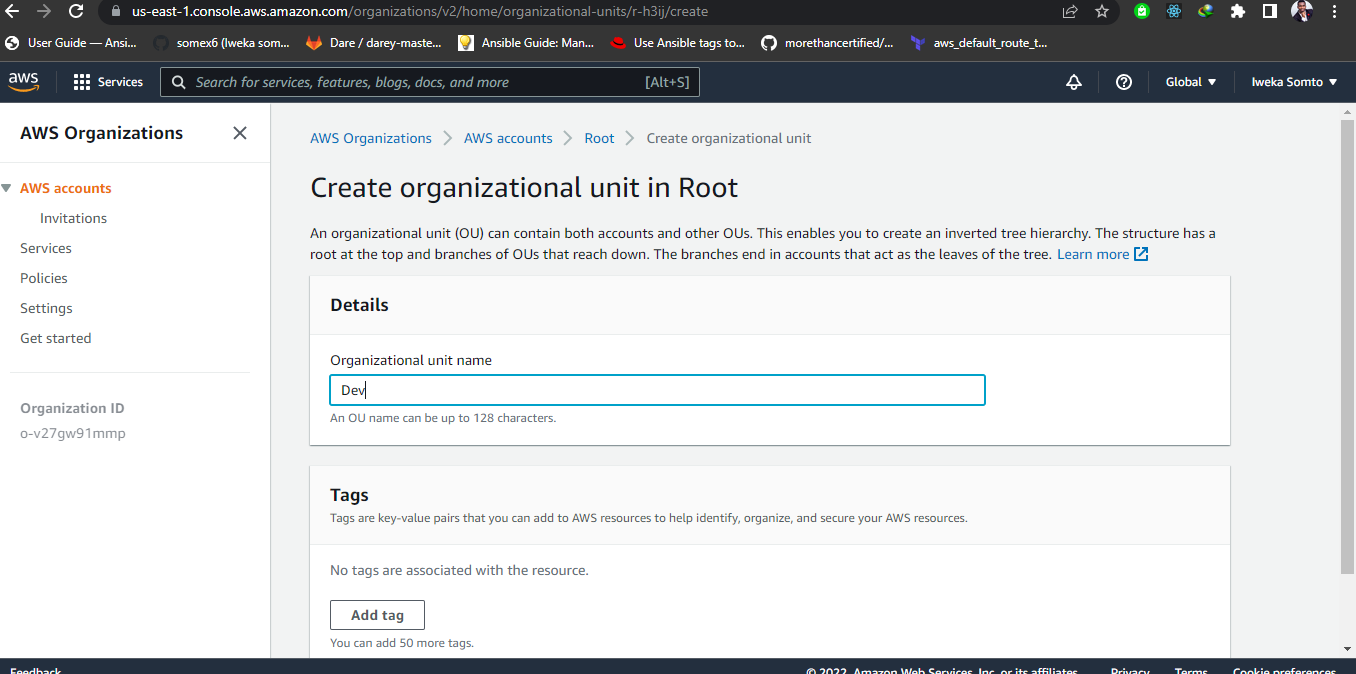 us-east-1.console.aws.amazon.com/organizations/v2/home/organizational-units/r-h3ij/create
User Guide — Ansi... somex6 (Iweka som... Dare / darey-maste... Ansible Guide: Man... Use Ansible tags to... morethancertified/... aws_default_route_t...
aws Services Search for services, features, blogs, docs, and more [Alt+S] Global Iweka Somto
AWS Organizations
AWS accounts
Invitations
Services
Policies
Settings
Get started
Organization ID
o-v27gw91mmp
AWS Organizations AWS accounts Root Create organizational unit
Create organizational unit in Root
An organizational unit (OU) can contain both accounts and other OUs. This enables you to create an inverted tree hierarchy. The structure has a
root at the top and branches of OUs that reach down. The branches end in accounts that act as the leaves of the tree. Learn more
Details
Organizational unit name
Dev
An OU name can be up to 128 characters.
Tags
Tags are key-value pairs that you can add to AWS resources to help identify, organize, and secure your AWS resources.
No tags are associated with the resource.
Add tag
You can add 50 more tags.
Feedback © 2022, Amazon Web Services, Inc. or its affiliates. Privacy Terms Cookie preferences